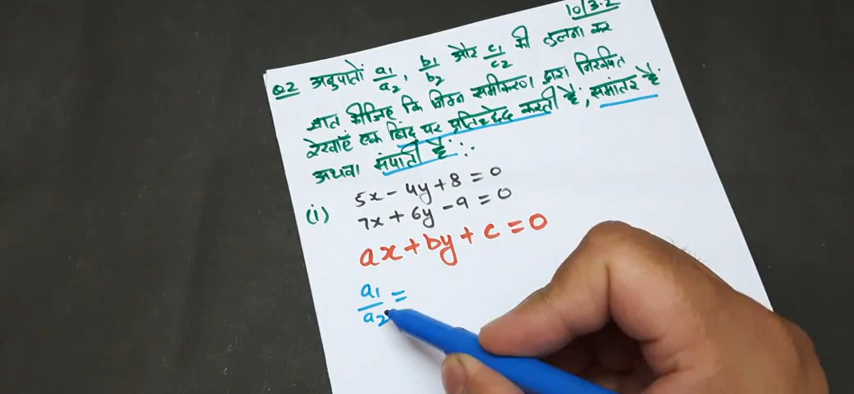 10/3.2
Q2 अनुपातों a1/a2, b1/b2 और c1/c2 की तुलना कर
ज्ञात कीजिए कि निम्न समीकरण द्वारा निरूपित
रेखाएँ एक बिंदु पर प्रतिच्छेद करती हैं, समांतर है
अथवा संपाती है :·:
(i) 5x - 4y + 8 = 0
7x + 6y - 9 = 0
ax + by + c = 0
a1/a2 =